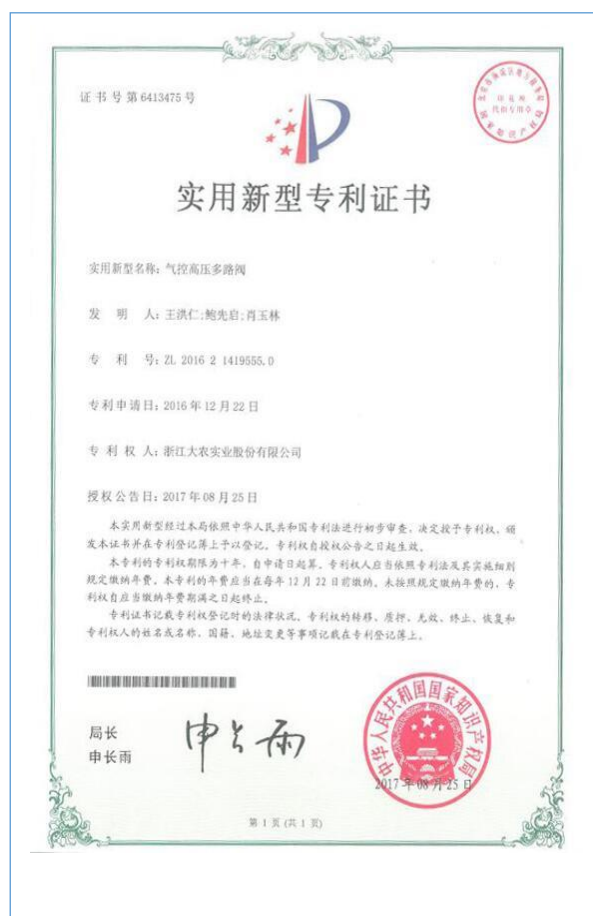 证书号第6413475号
实用新型专利证书
实用新型名称：气控高压多路阀
发明人：王洪仁;鲍先启;肖玉林
专利号：ZL 2016 2 1419555.0
专利申请日：2016年12月22日
专利权人：浙江大农实业股份有限公司
授权公告日：2017年08月25日
本实用新型经过本局依照中华人民共和国专利法进行初步审查，决定授予专利权，颁
发本证书并在专利登记簿上予以登记。专利权自授权公告之日起生效。
本专利的专利权期限为十年，自申请日起算。专利权人应当依照专利法及其实施细则
规定缴纳年费。本专利的年费应当在每年12月22日前缴纳。未按照规定缴纳年费的，专
利权自应当缴纳年费期满之日起终止。
专利证书记载专利权登记时的法律状况。专利权的转移、质押、无效、终止、恢复和
专利权人的姓名或名称、国籍、地址变更等事项记载在专利登记簿上。
局长
申长雨
申长雨
中华人民共和国国家知识产权局
2017年08月25日
第1页(共1页)